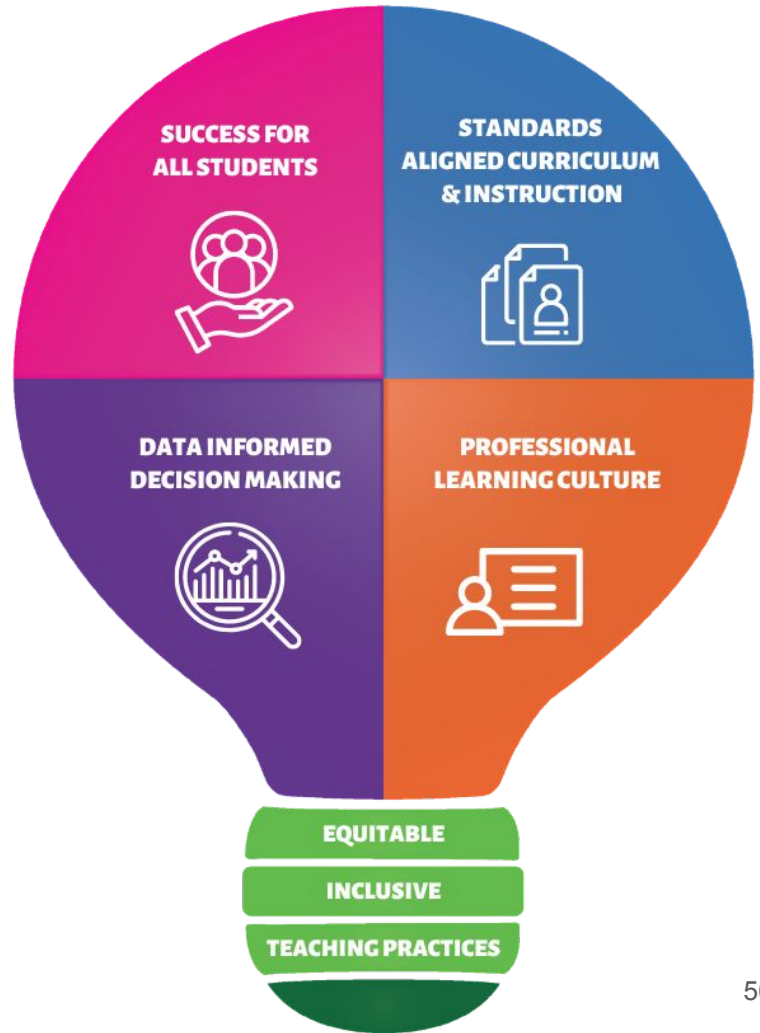 SUCCESS FOR
ALL STUDENTS
STANDARDS
ALIGNED CURRICULUM
& INSTRUCTION
DATA INFORMED
DECISION MAKING
PROFESSIONAL
LEARNING CULTURE
EQUITABLE
INCLUSIVE
TEACHING PRACTICES